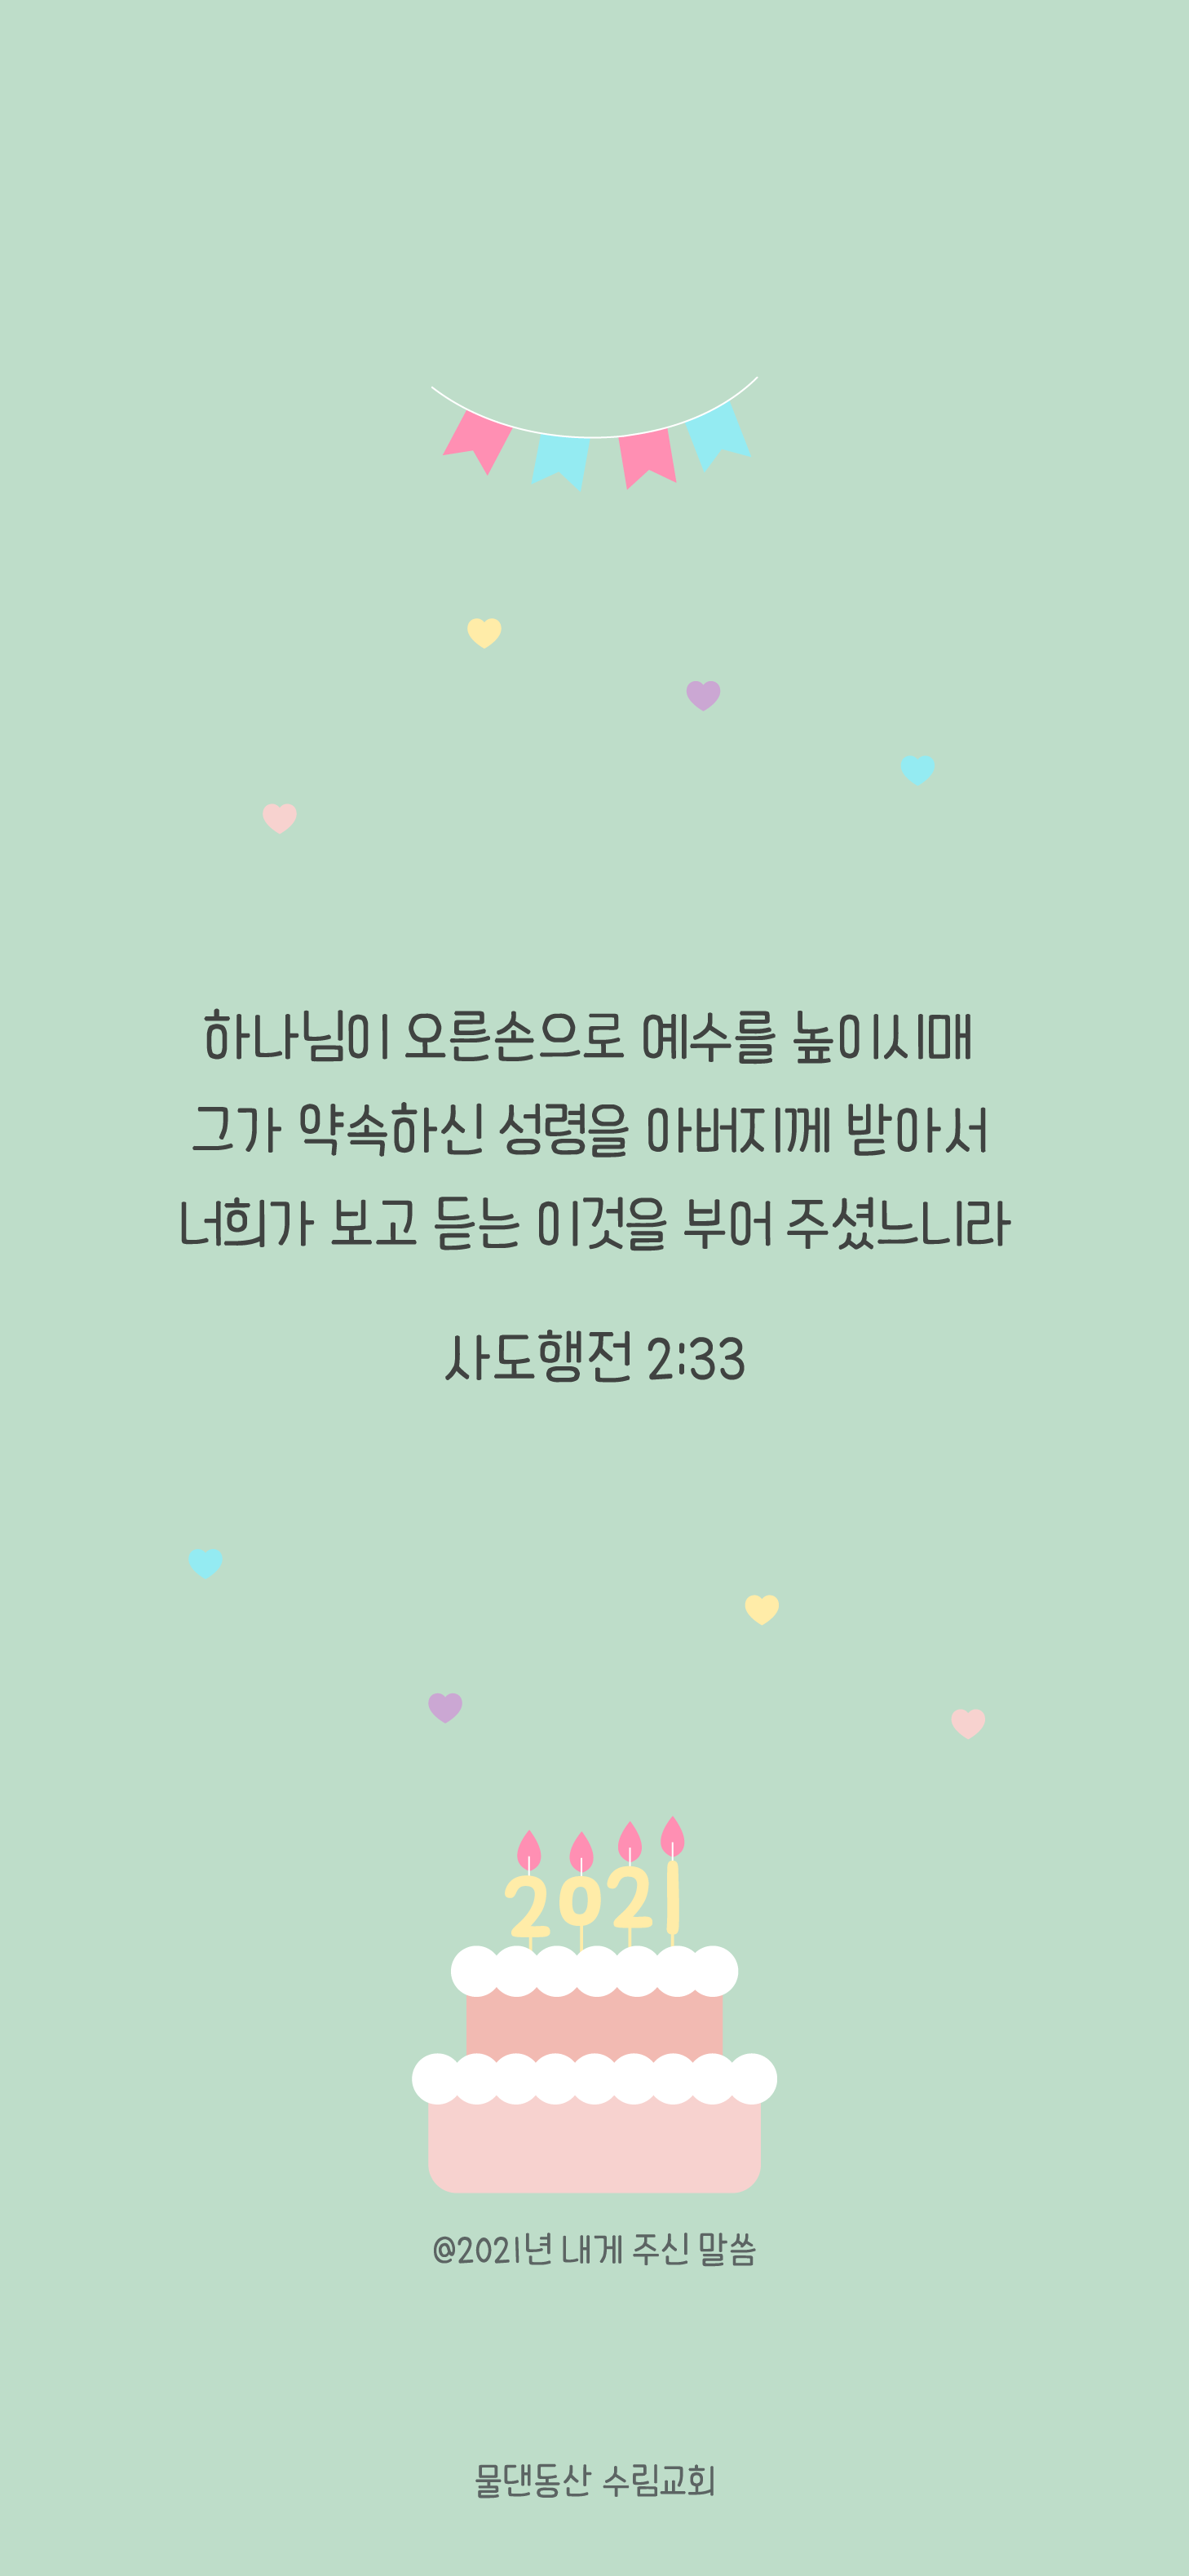 하나님이 오른손으로 예수를 높이시매
그가 약속하신 성령을 아버지께 받아서
너희가 보고 듣는 이것을 부어 주셨느니라
사도행전 2:33
2021
@2021년 내게 주신 말씀
물댄동산 수림교회